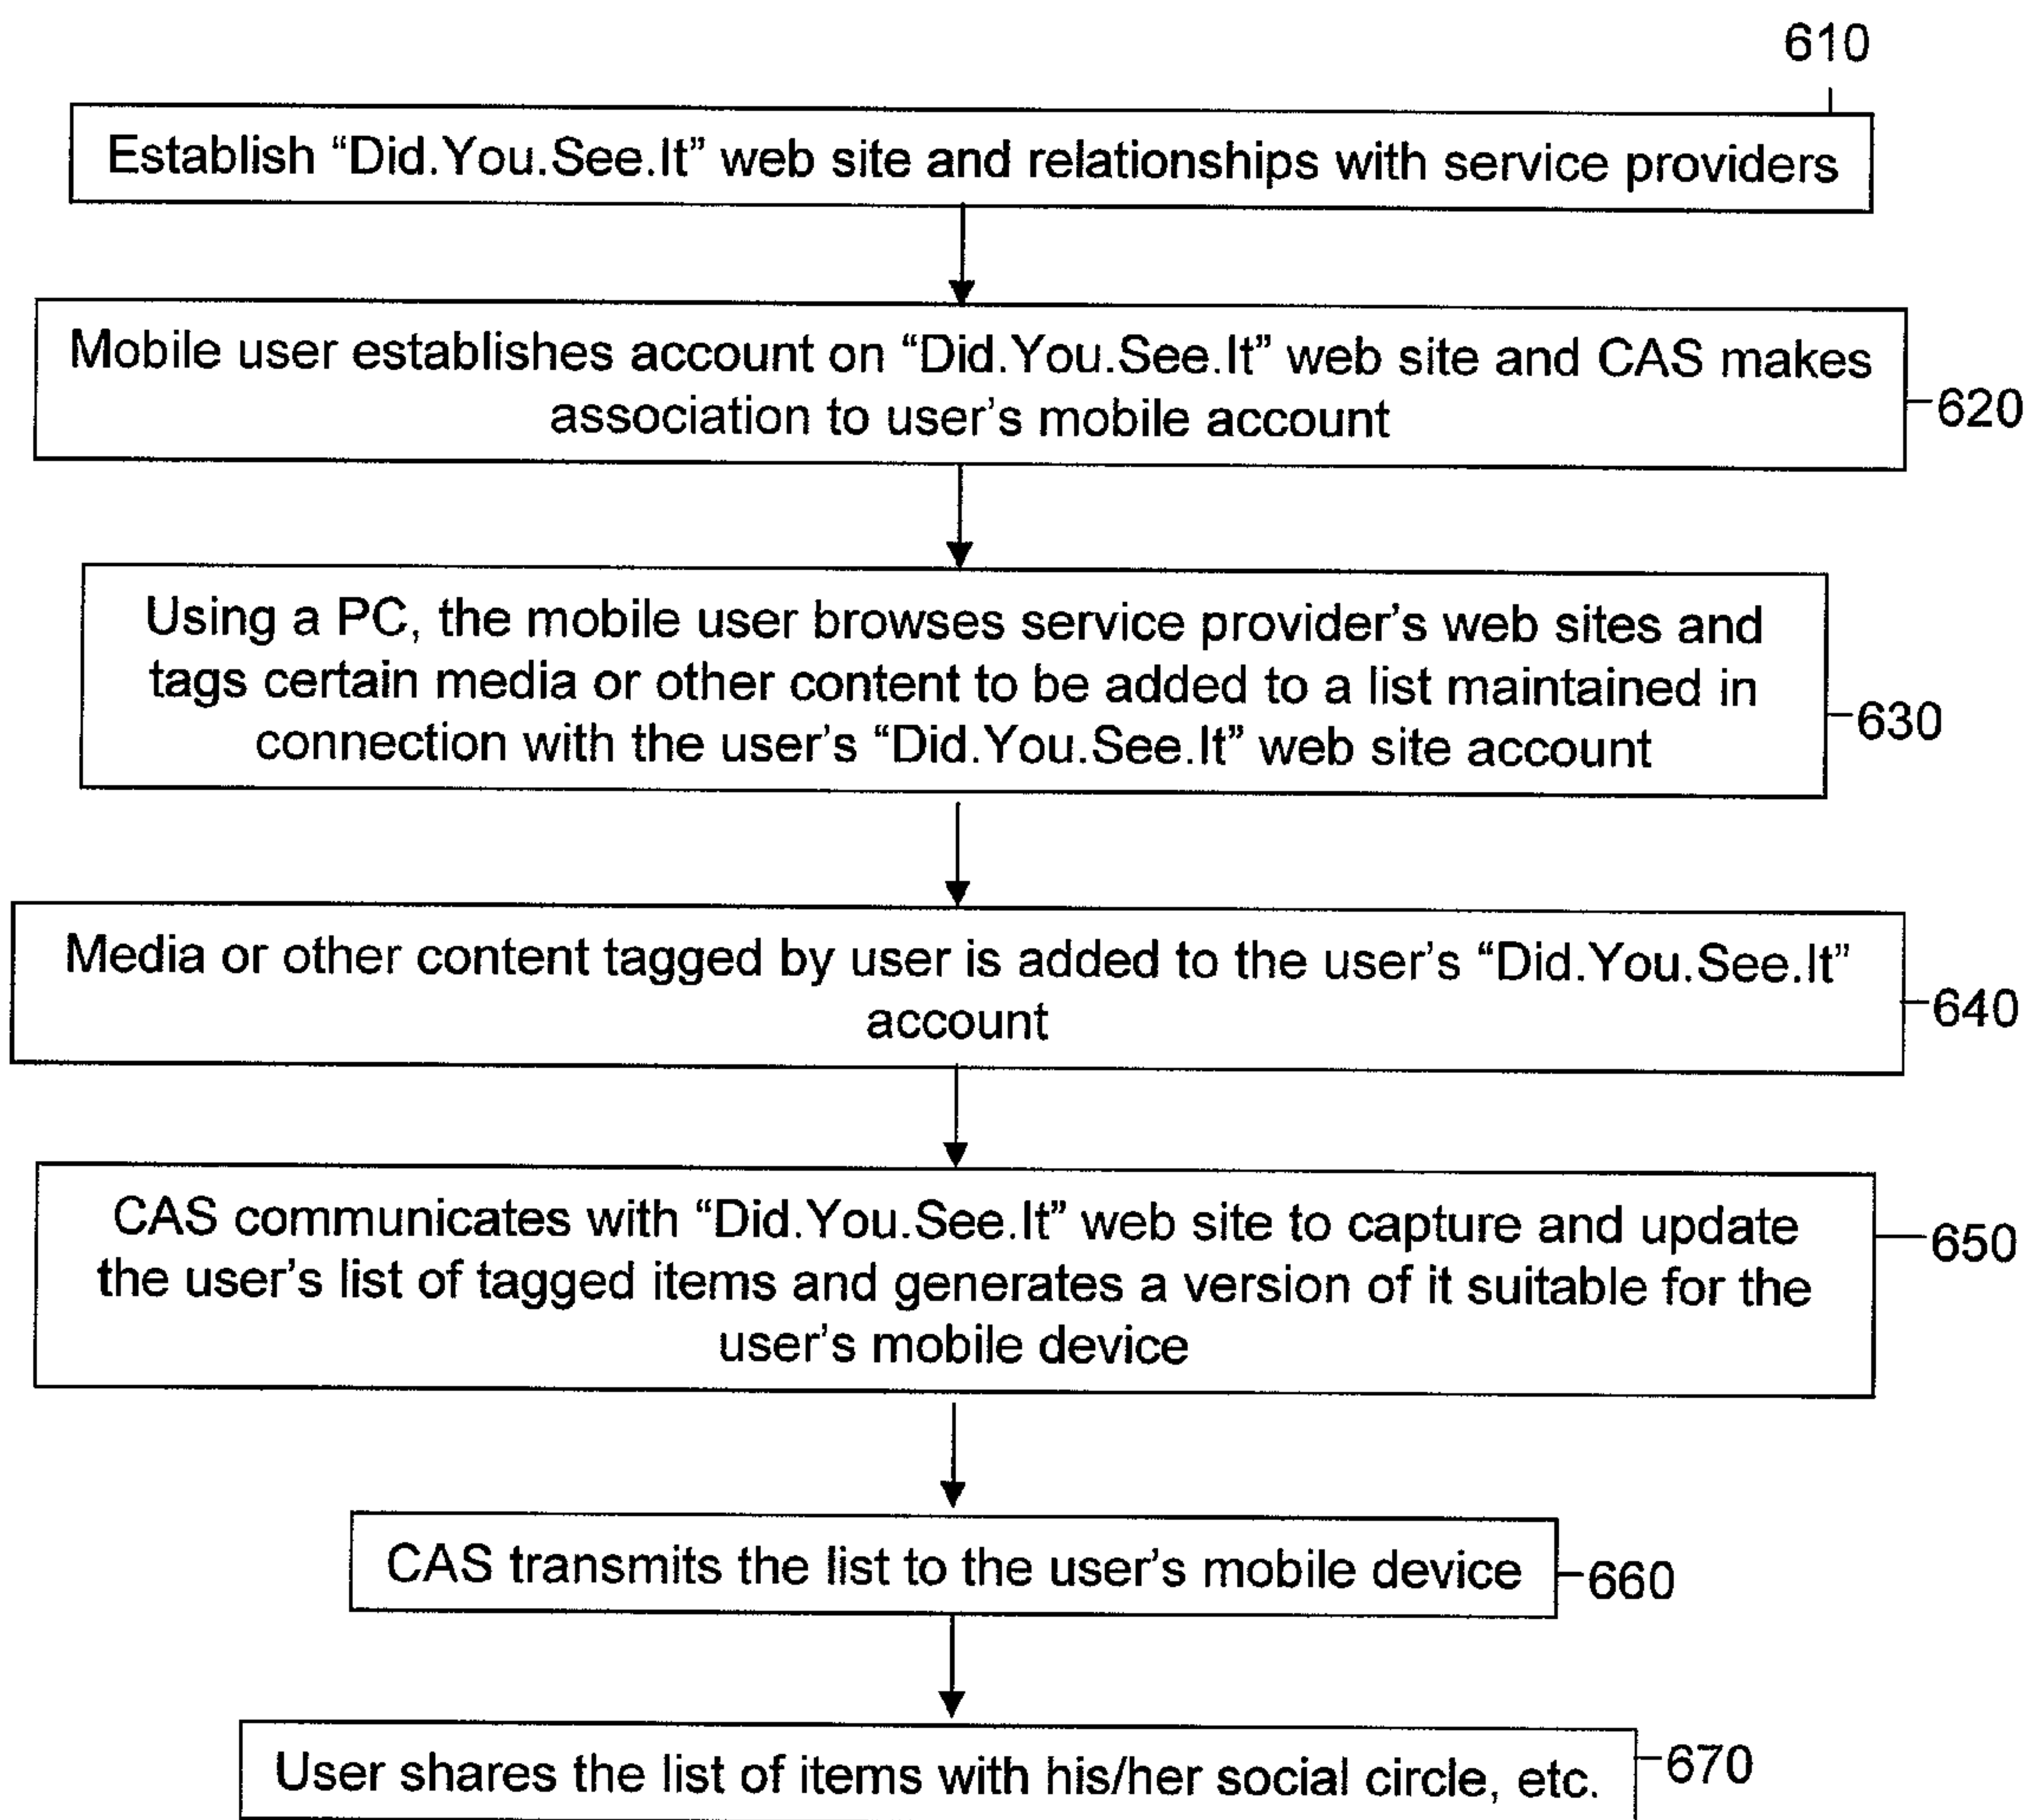 610
Establish “Did.You.See.It” web site and relationships with service providers
Mobile user establishes account on “Did.You.See.It” web site and CAS makes
association to user’s mobile account
620
Using a PC, the mobile user browses service provider’s web sites and
tags certain media or other content to be added to a list maintained in
connection with the user’s “Did.You.See.It” web site account
630
Media or other content tagged by user is added to the user’s “Did.You.See.It”
account
640
CAS communicates with “Did.You.See.It” web site to capture and update
the user’s list of tagged items and generates a version of it suitable for the
user’s mobile device
650
CAS transmits the list to the user’s mobile device
660
User shares the list of items with his/her social circle, etc.
670